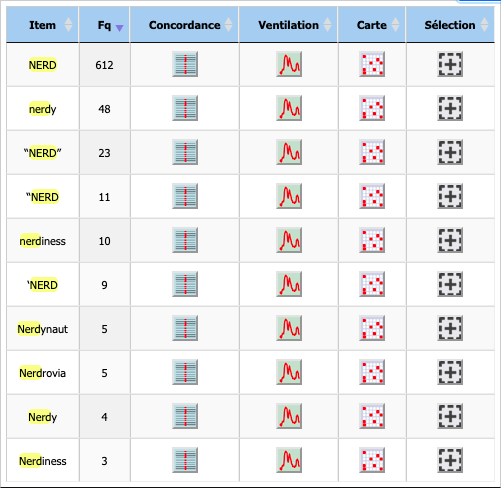 Item Fq Concordance Ventilation Carte Sélection
NERD 612
nerdy 48
“NERD” 23
“NERD 11
nerdiness 10
‘NERD 9
Nerdynaut 5
Nerdrovia 5
Nerdy 4
Nerdiness 3